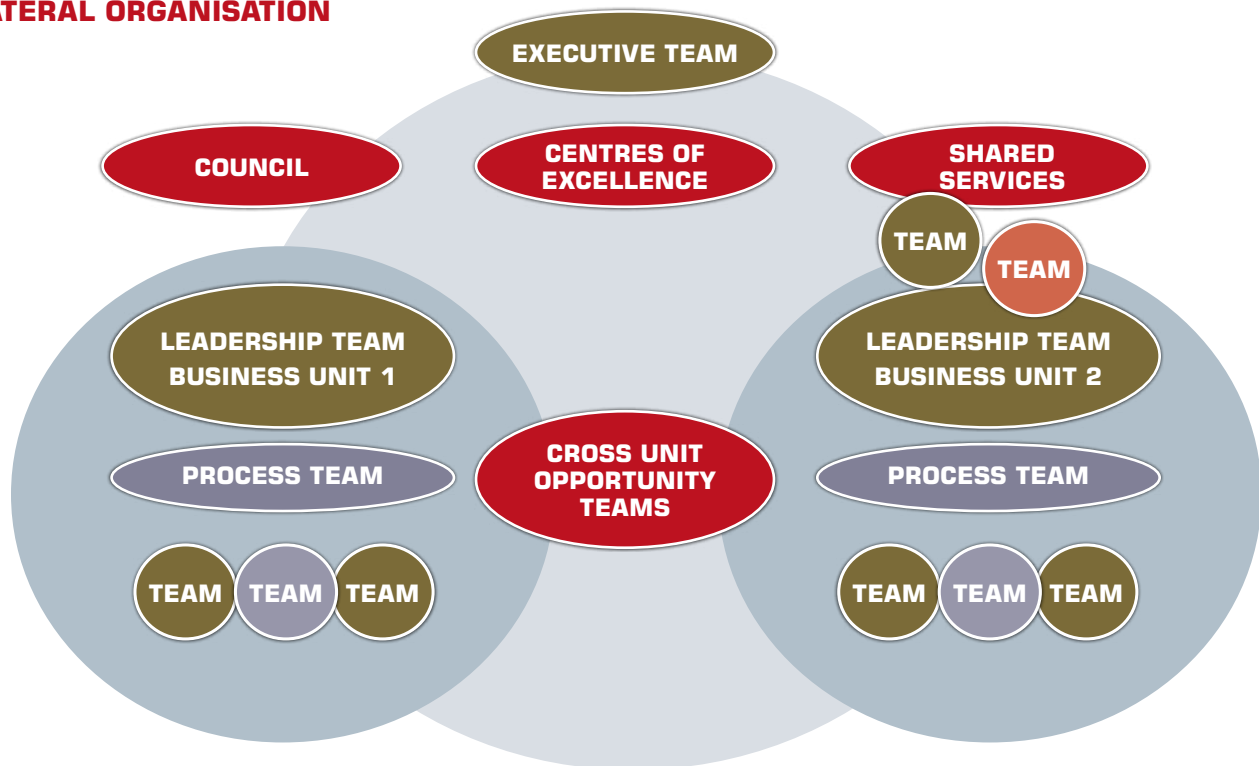 ATERAL ORGANISATION
EXECUTIVE TEAM
COUNCIL
CENTRES OF
EXCELLENCE
SHARED
SERVICES
TEAM
TEAM
LEADERSHIP TEAM
BUSINESS UNIT 1
LEADERSHIP TEAM
BUSINESS UNIT 2
PROCESS TEAM
CROSS UNIT
OPPORTUNITY
TEAMS
PROCESS TEAM
TEAM
TEAM
TEAM
TEAM
TEAM
TEAM